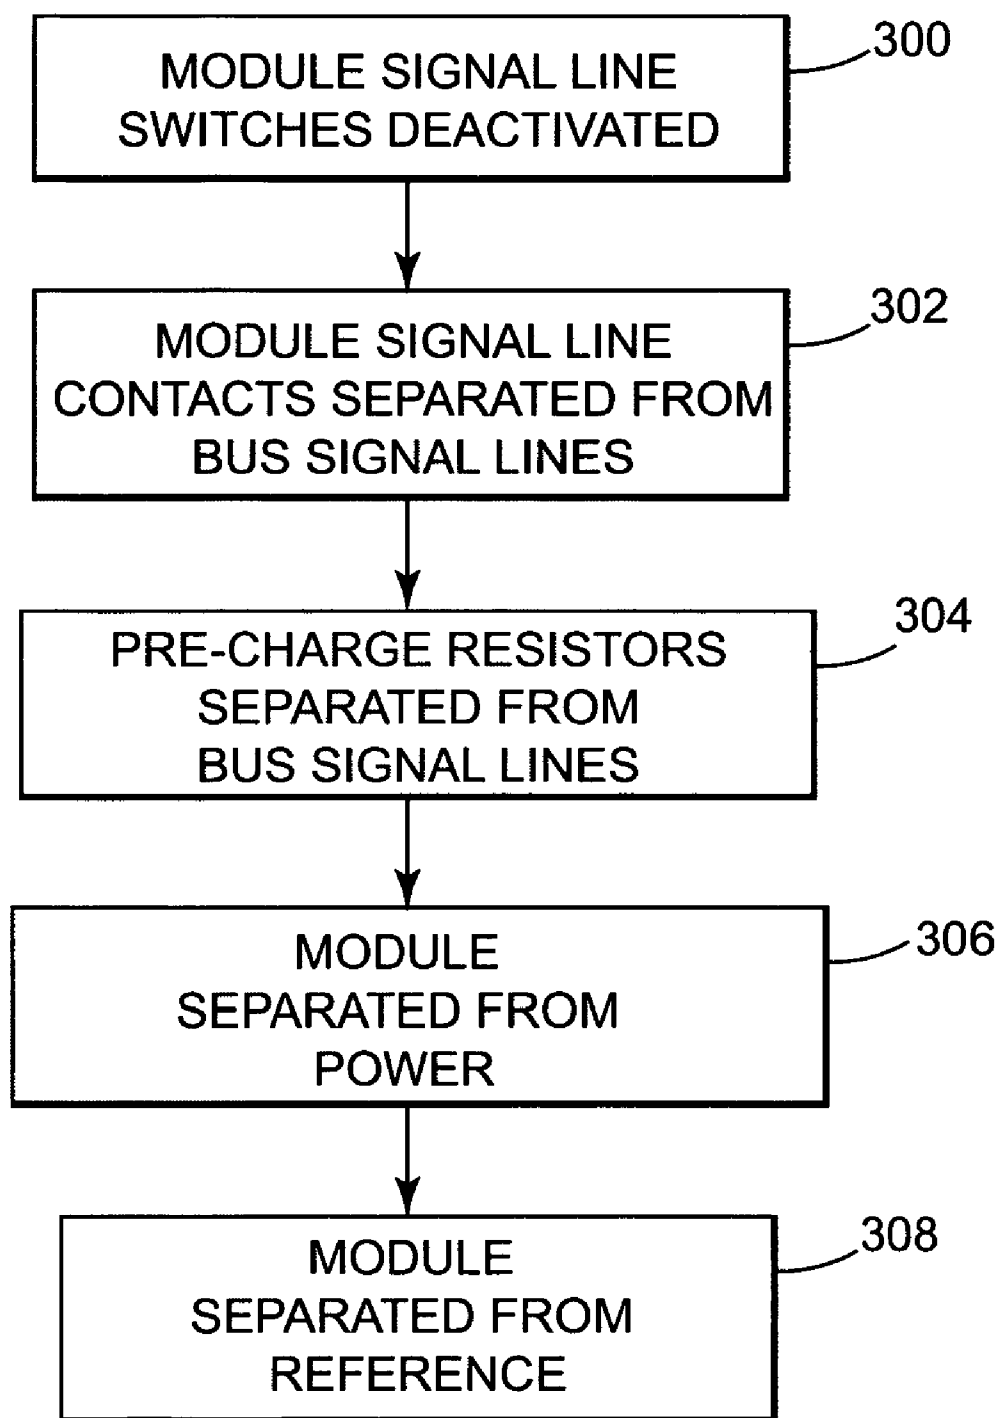 300
MODULE SIGNAL LINE
SWITCHES DEACTIVATED
302
MODULE SIGNAL LINE
CONTACTS SEPARATED FROM
BUS SIGNAL LINES
304
PRE-CHARGE RESISTORS
SEPARATED FROM
BUS SIGNAL LINES
306
MODULE
SEPARATED FROM
POWER
308
MODULE
SEPARATED FROM
REFERENCE